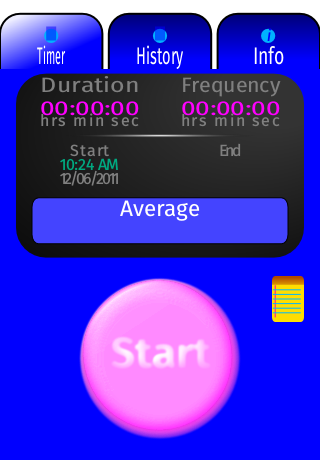 Timer History Info
Duration Frequency
00:00:00 00:00:00
hrs min sec hrs min sec
Start End
10:24 AM
12/06/2011
Average
Start